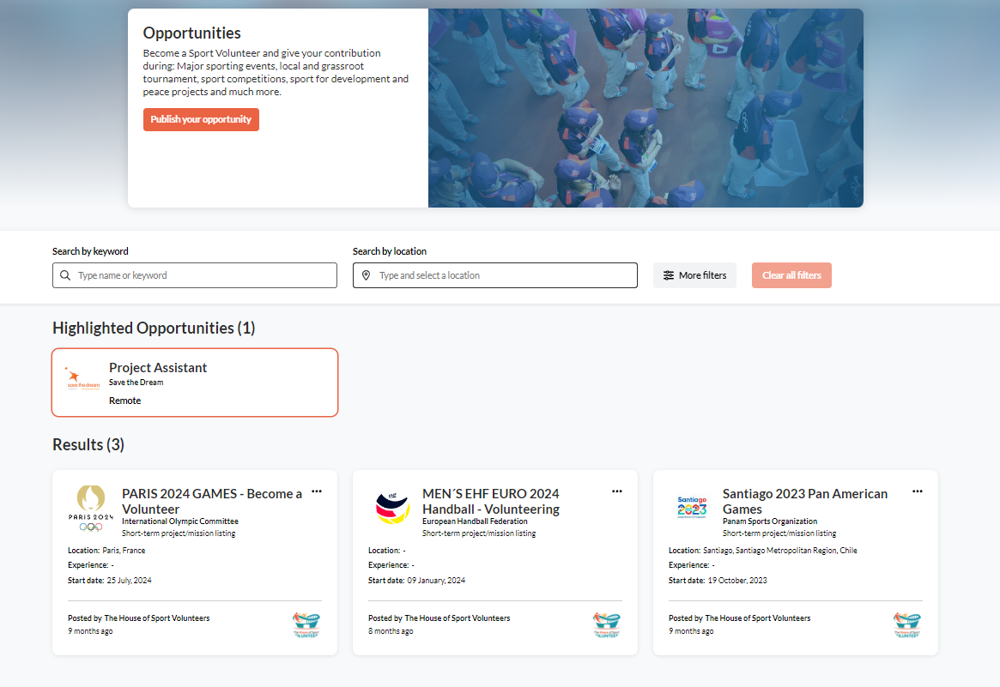 Opportunities
Become a Sport Volunteer and give your contribution
during: Major sporting events, local and grassroot
tournament, sport competitions, sport for development and
peace projects and much more.
Publish your opportunity
Search by keyword
Search by location
Type name or keyword
Type and select a location
More filters
Clear all filters
Highlighted Opportunities (1)
Project Assistant
save the dream
Save the Dream
Remote
Results (3)
PARIS 2024
PARIS 2024 GAMES - Become a
Volunteer
International Olympic Committee
Short-term project/mission listing
Location: Paris, France
Experience: -
Start date: 25 July, 2024
Posted by The House of Sport Volunteers
9 months ago
MEN´S EHF EURO 2024
Handball - Volunteering
European Handball Federation
Short-term project/mission listing
Location: -
Experience: -
Start date: 09 January, 2024
Posted by The House of Sport Volunteers
8 months ago
Santiago
2023
Santiago 2023 Pan American
Games
Panam Sports Organization
Short-term project/mission listing
Location: Santiago, Santiago Metropolitan Region, Chile
Experience: -
Start date: 19 October, 2023
Posted by The House of Sport Volunteers
9 months ago